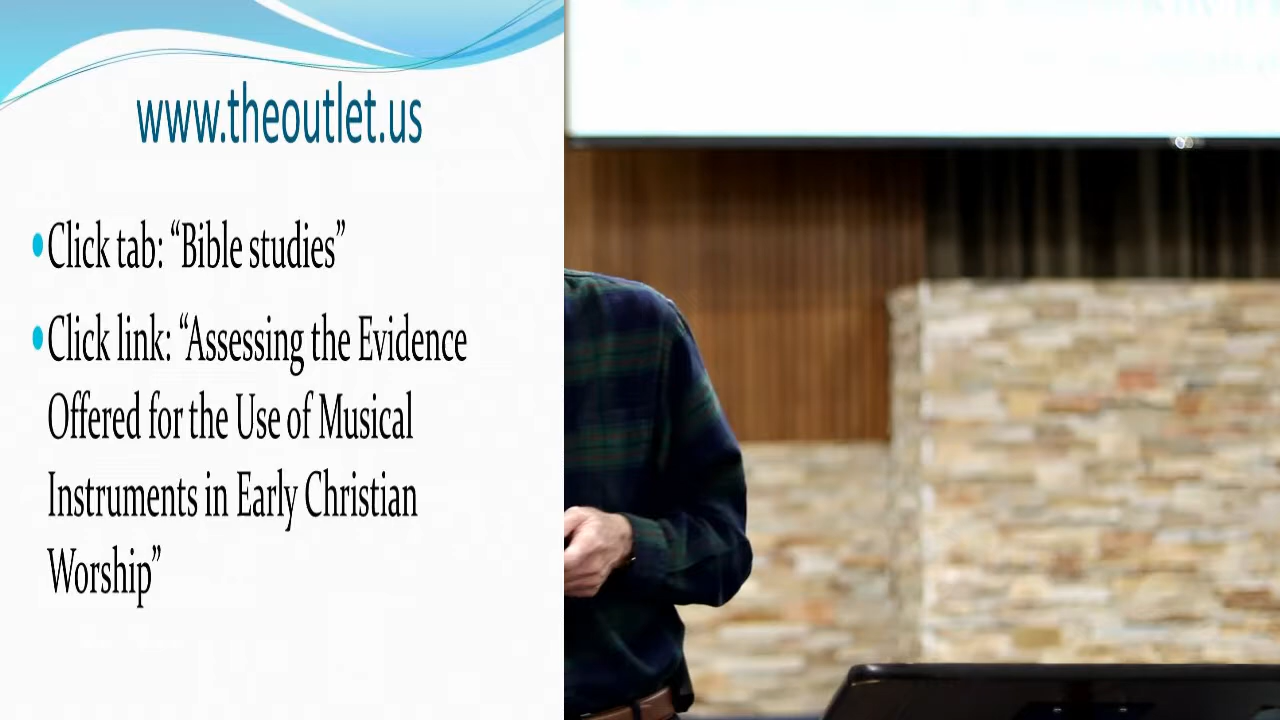 www.theoutlet.us
•Click tab: “Bible studies”
•Click link: “Assessing the Evidence
Offered for the Use of Musical
Instruments in Early Christian
Worship”